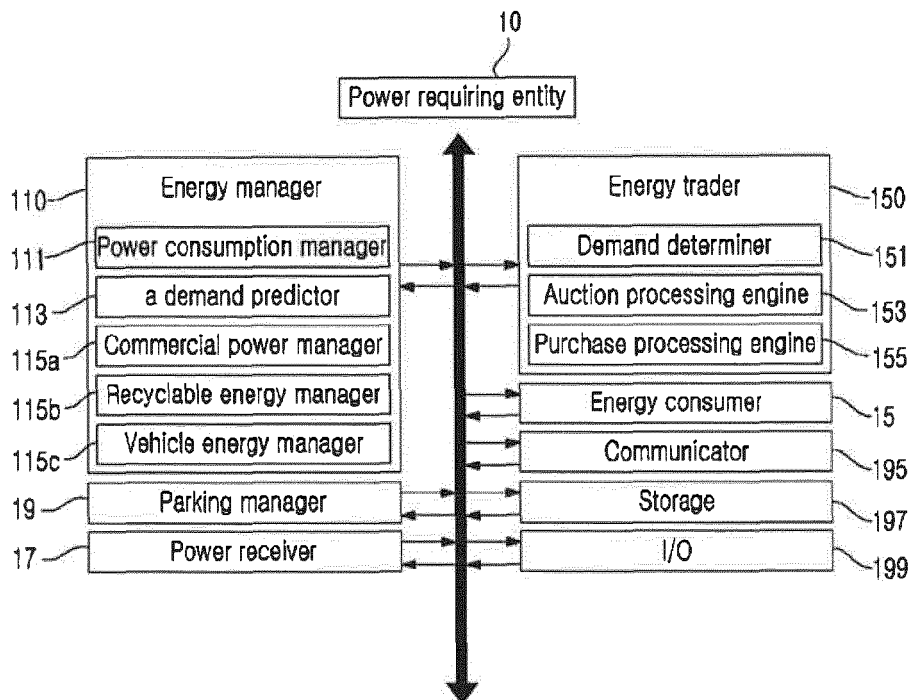 10
Power requiring entity
110
Energy manager
111
Power consumption manager
113
a demand predictor
115a
Commercial power manager
115b
Recyclable energy manager
115c
Vehicle energy manager
19
Parking manager
17
Power receiver
Energy trader
150
Demand determiner
151
Auction processing engine
153
Purchase processing engine
155
Energy consumer
15
Communicator
195
Storage
197
I/O
199